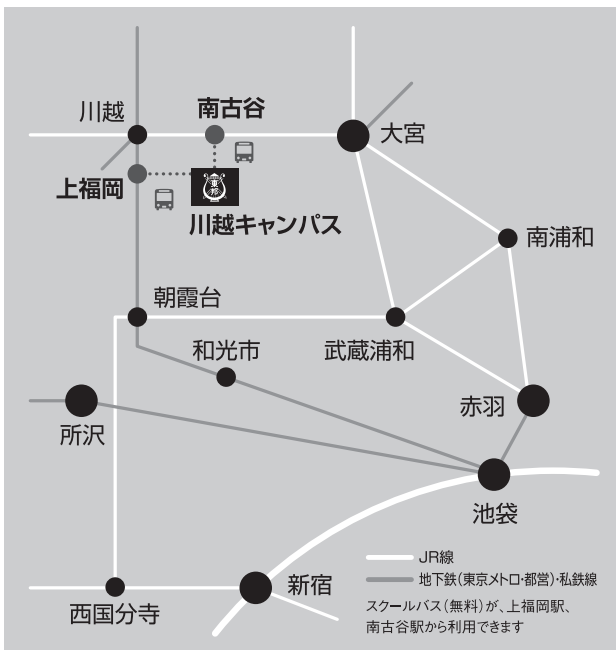 川越
南古谷
大宮
上福岡
東邦
川越キャンパス
南浦和
朝霞台
和光市
武蔵浦和
所沢
赤羽
池袋
JR線
地下鉄(東京メトロ・都営)・私鉄線
新宿
西国分寺
スクールバス(無料)が、上福岡駅、
南古谷駅から利用できます